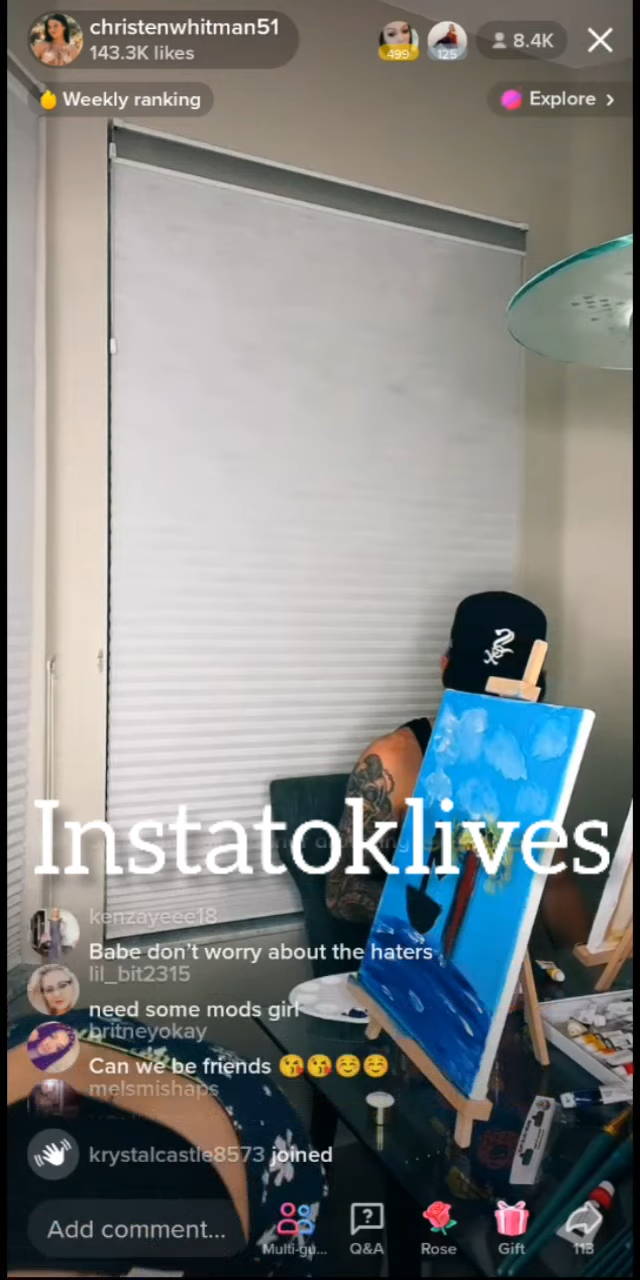 christenwhitman51
143.3K likes
499
125
8.4K
Weekly ranking
Explore
Instatoklives
kenzayeee18
Babe don't worry about the haters
lil_bit2315
need some mods girl
britneyokay
Can we be friends 😘😘☺️☺️
melsmishaps
krystalcastle8573 joined
Add comment...
Multi-gu...
Q&A
Rose
Gift
113